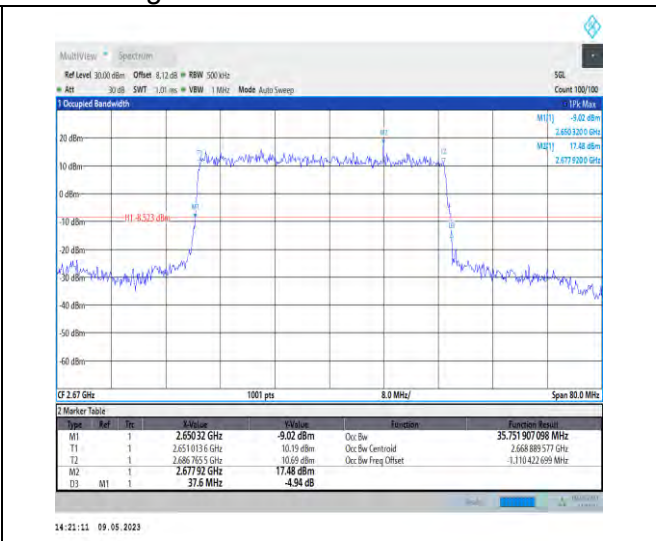 MultiView Spectrum
Ref Level 30.00 dBm Offset 8.12 dB RBW 500 kHz SGL
Att 30 dB SWT 1.01 ms VBW 1 MHz Mode Auto Sweep Count 100/100
1 Occupied Bandwidth 1Pk Max
M1[1] -9.02 dBm
2.650 3200 GHz
M2[1] 17.48 dBm
2.677 9200 GHz
20 dBm
M2
T1
T2
10 dBm
0 dBm
M1
H1 -8.523 dBm
-10 dBm
D3
-20 dBm
-30 dBm
-40 dBm
-50 dBm
-60 dBm
CF 2.67 GHz 1001 pts 8.0 MHz/ Span 80.0 MHz
2 Marker Table
Type Ref Trc X-Value Y-Value Function Function Result
M1 1 2.65032 GHz -9.02 dBm Occ Bw 35.751 907 098 MHz
T1 1 2.651 013 6 GHz 10.19 dBm Occ Bw Centroid 2.668 889 577 GHz
T2 1 2.686 765 5 GHz 10.69 dBm Occ Bw Freq Offset -1.110 422 699 MHz
M2 1 2.677 92 GHz 17.48 dBm
D3 M1 1 37.6 MHz -4.94 dB
14:21:11 09.05.2023